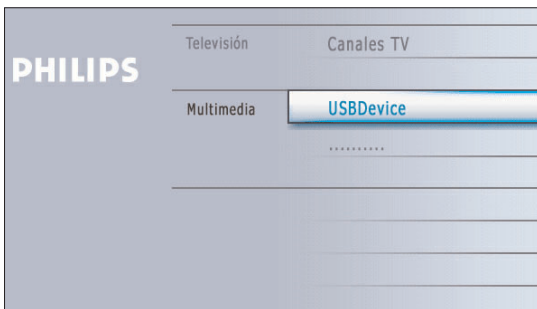 PHILIPS
Televisión Canales TV
Multimedia USBDevice
..........